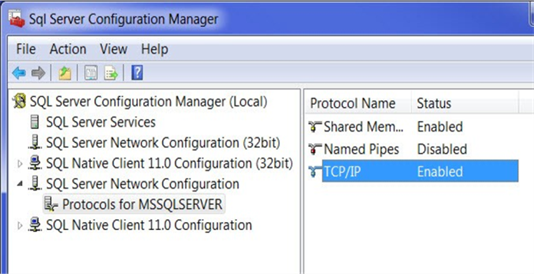 Sql Server Configuration Manager
File Action View Help
SQL Server Configuration Manager (Local)
SQL Server Services
SQL Server Network Configuration (32bit)
SQL Native Client 11.0 Configuration (32bit)
SQL Server Network Configuration
Protocols for MSSQLSERVER
SQL Native Client 11.0 Configuration
Protocol Name Status
Shared Mem... Enabled
Named Pipes Disabled
TCP/IP Enabled